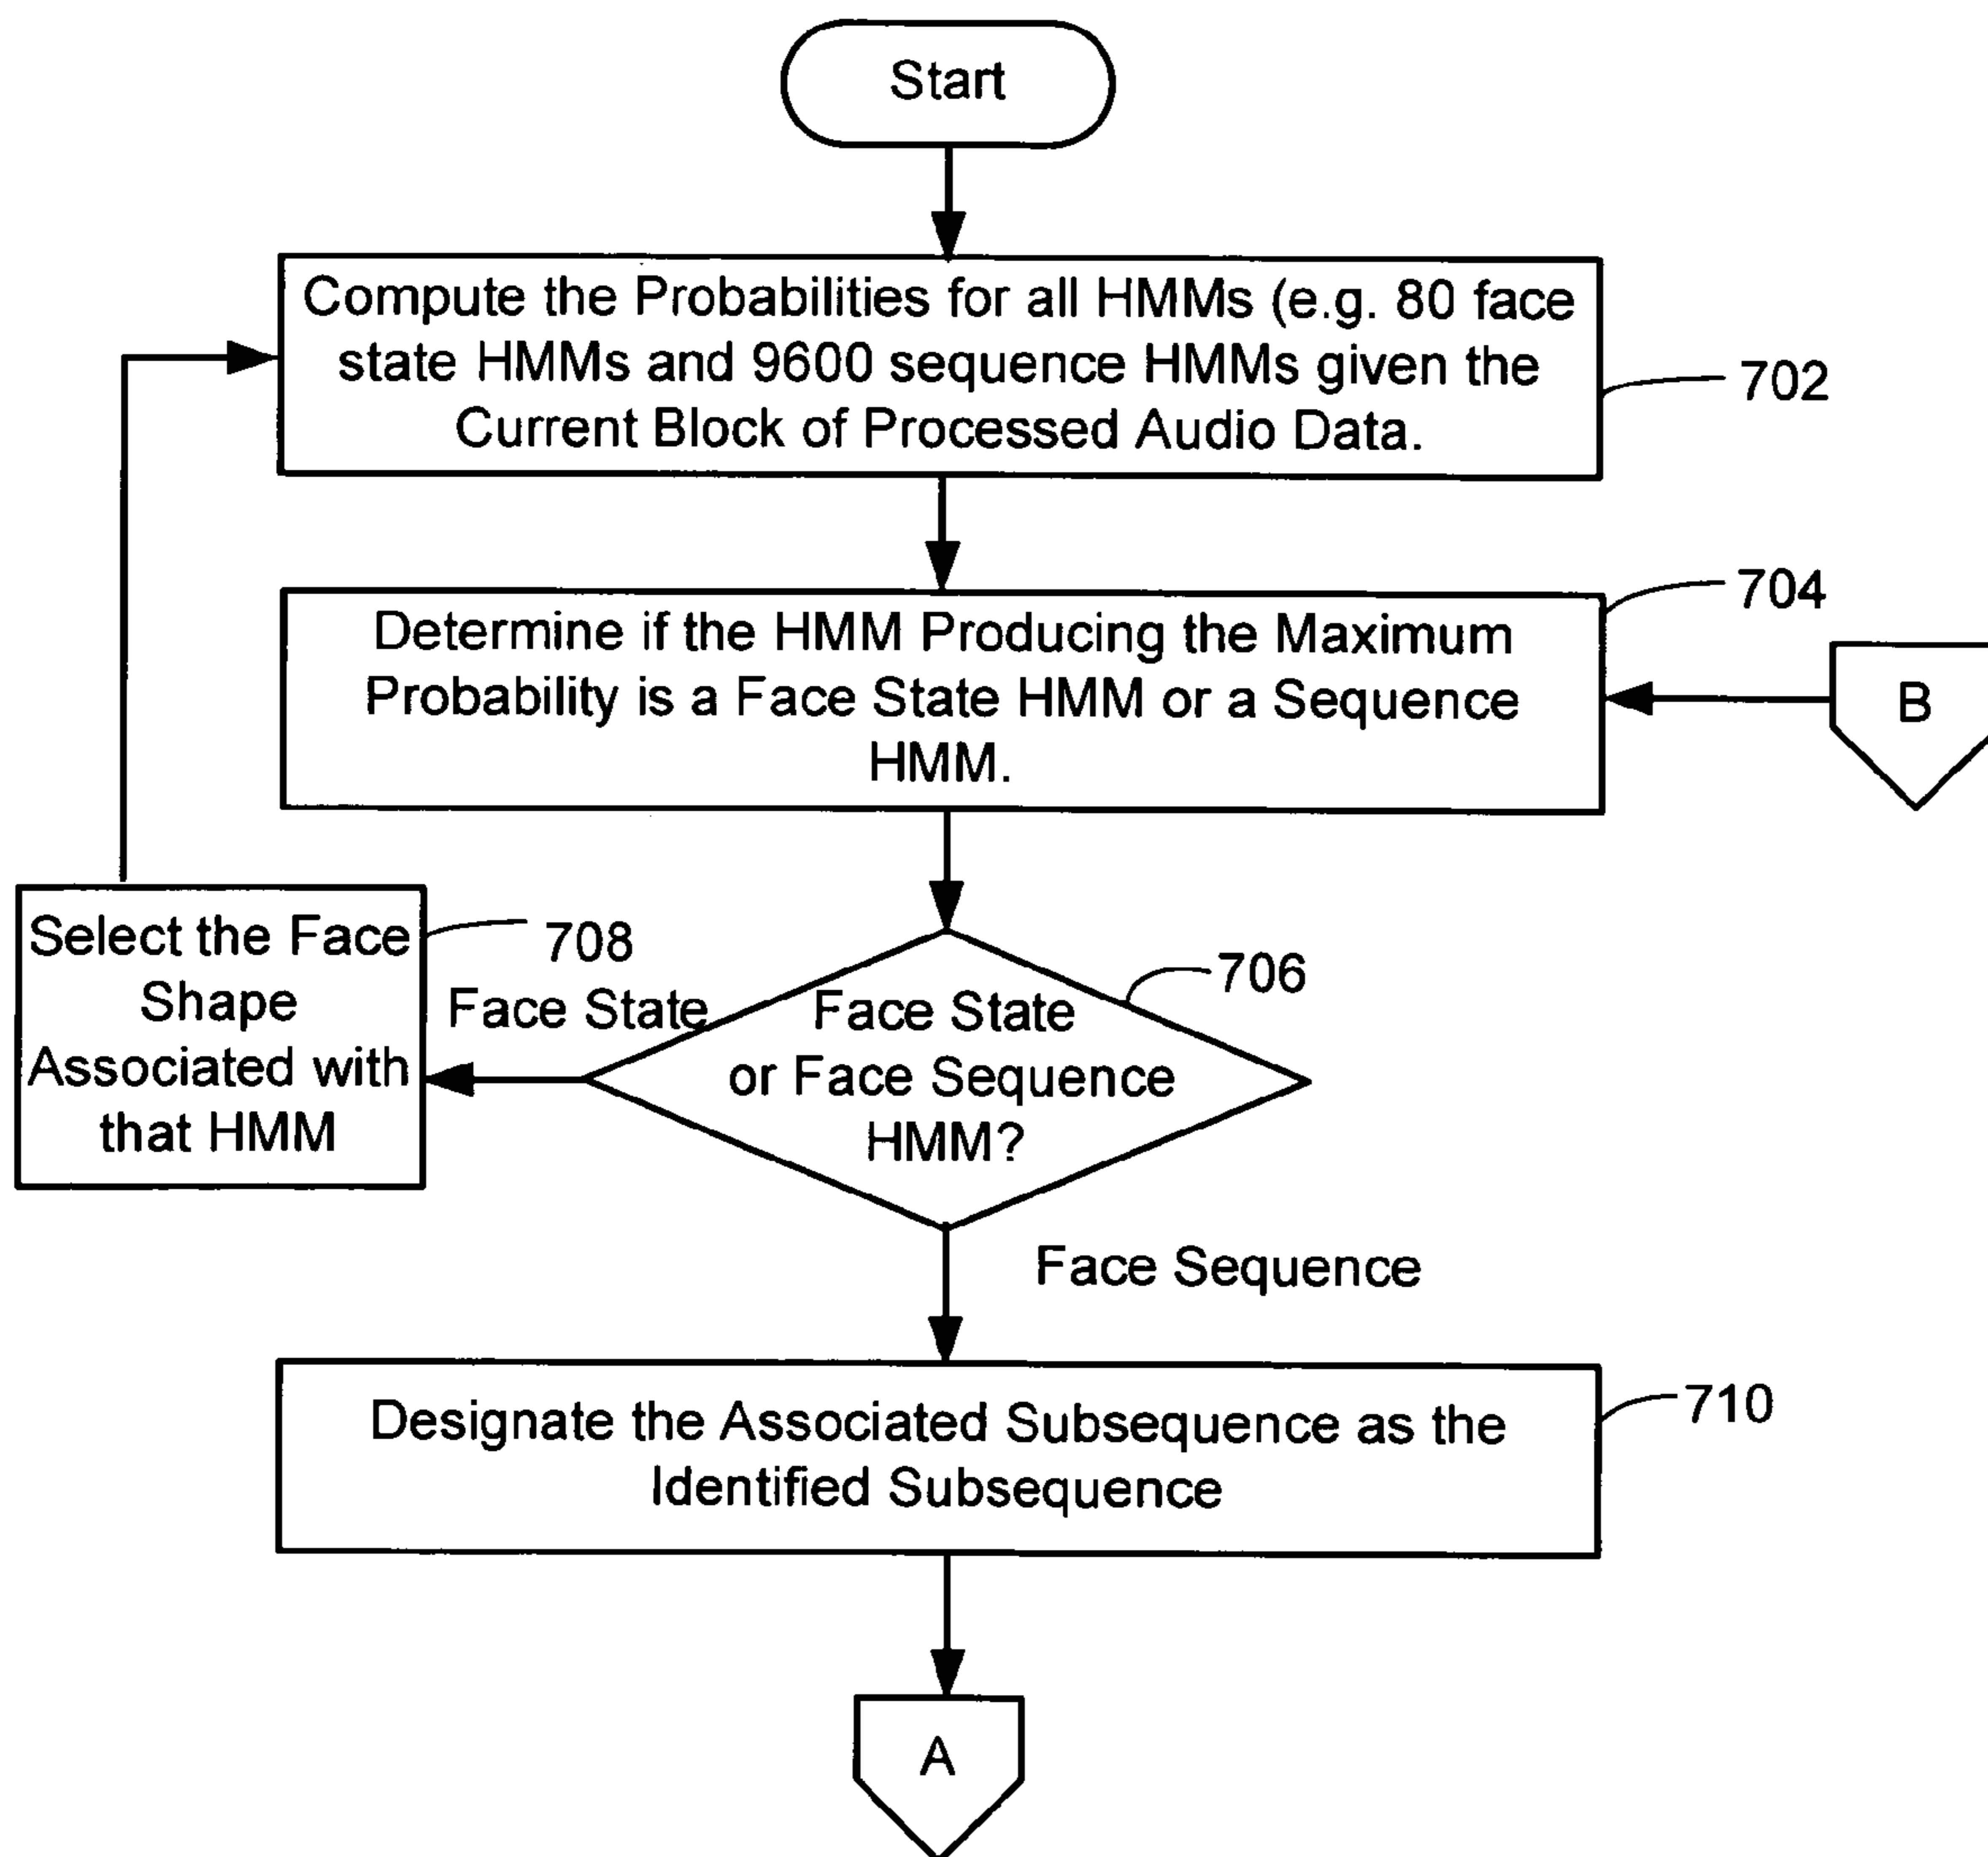 Start
Compute the Probabilities for all HMMs (e.g. 80 face
state HMMs and 9600 sequence HMMs given the
Current Block of Processed Audio Data.
702
704
Determine if the HMM Producing the Maximum
Probability is a Face State HMM or a Sequence
HMM.
B
Select the Face
Shape
Associated with
that HMM
708
Face State
706
Face State
or Face Sequence
HMM?
Face Sequence
710
Designate the Associated Subsequence as the
Identified Subsequence
A